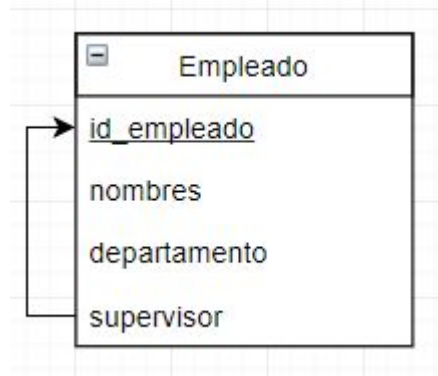 Empleado
id_empleado
nombres
departamento
supervisor